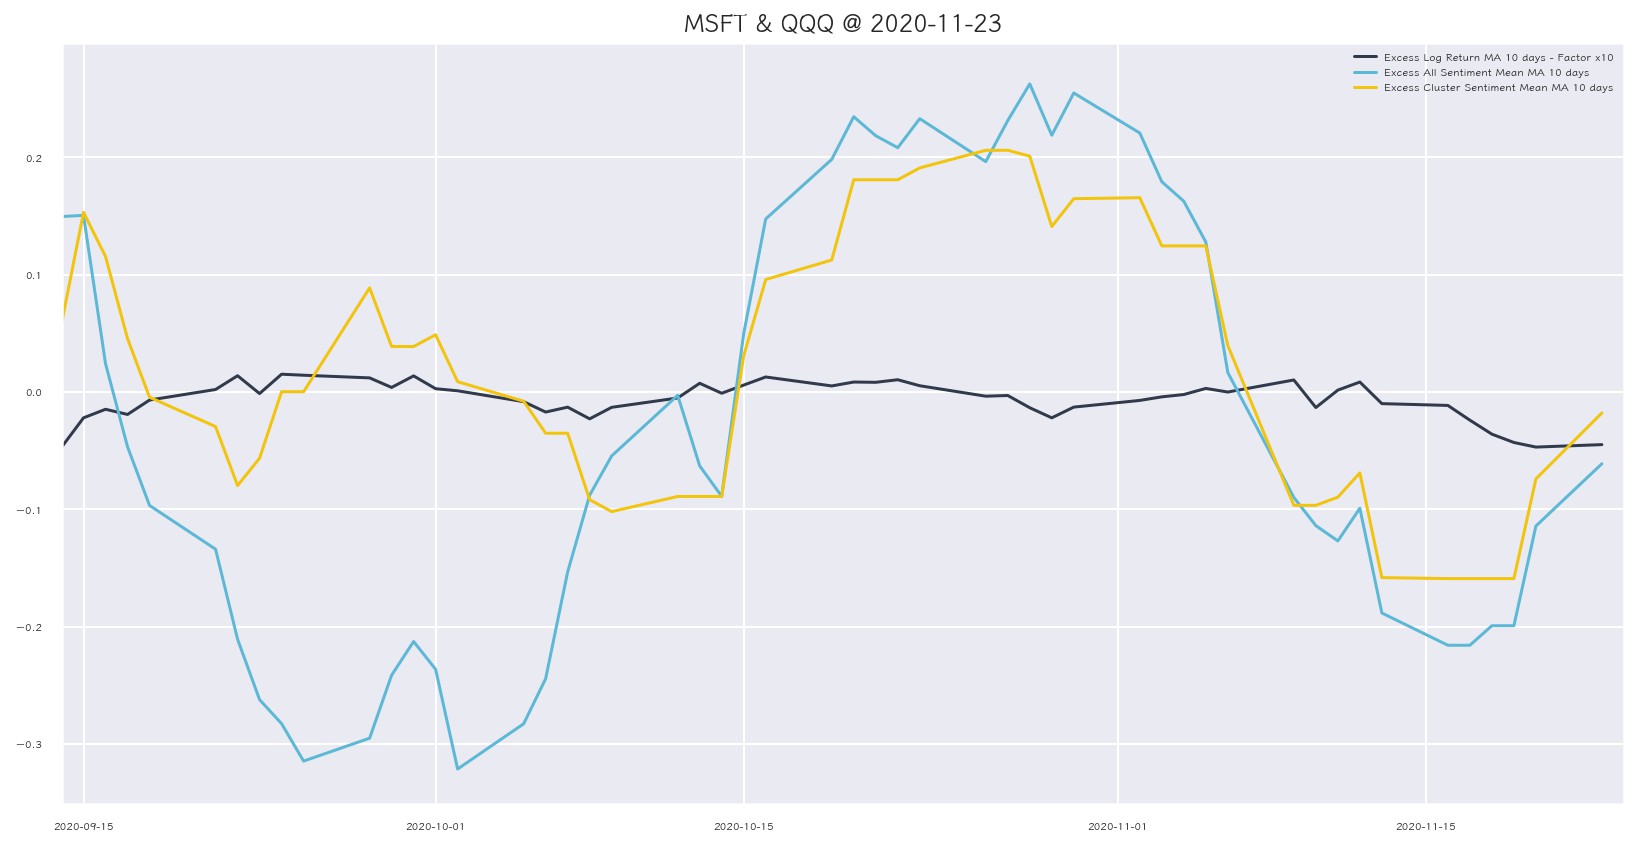 MSFT & QQQ @ 2020-11-23
Excess Log Return MA 10 days - Factor x10
Excess All Sentiment Mean MA 10 days
Excess Cluster Sentiment Mean MA 10 days
0.2
0.1
0.0
−0.1
−0.2
−0.3
2020-09-15
2020-10-01
2020-10-15
2020-11-01
2020-11-15